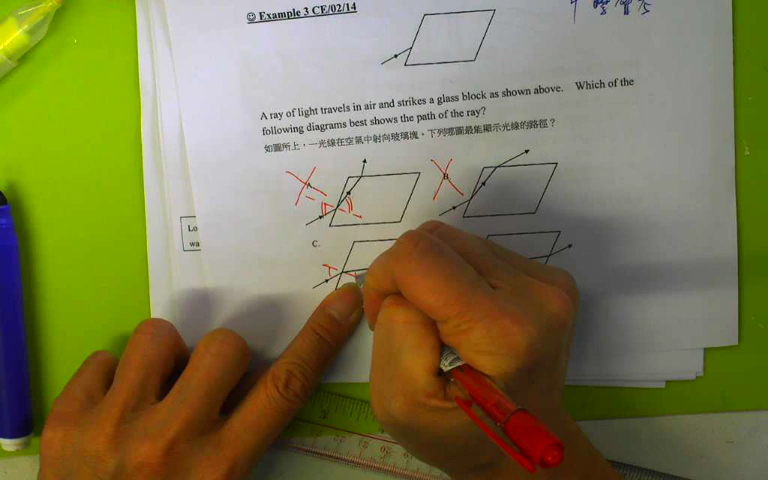 ☺ Example 3 CE/02/14
A ray of light travels in air and strikes a glass block as shown above. Which of the
following diagrams best shows the path of the ray?
如圖所上，一光線在空氣中射向玻璃塊。下列哪圖最能顯示光線的路徑？
A.
B.
C.
Lo
wa